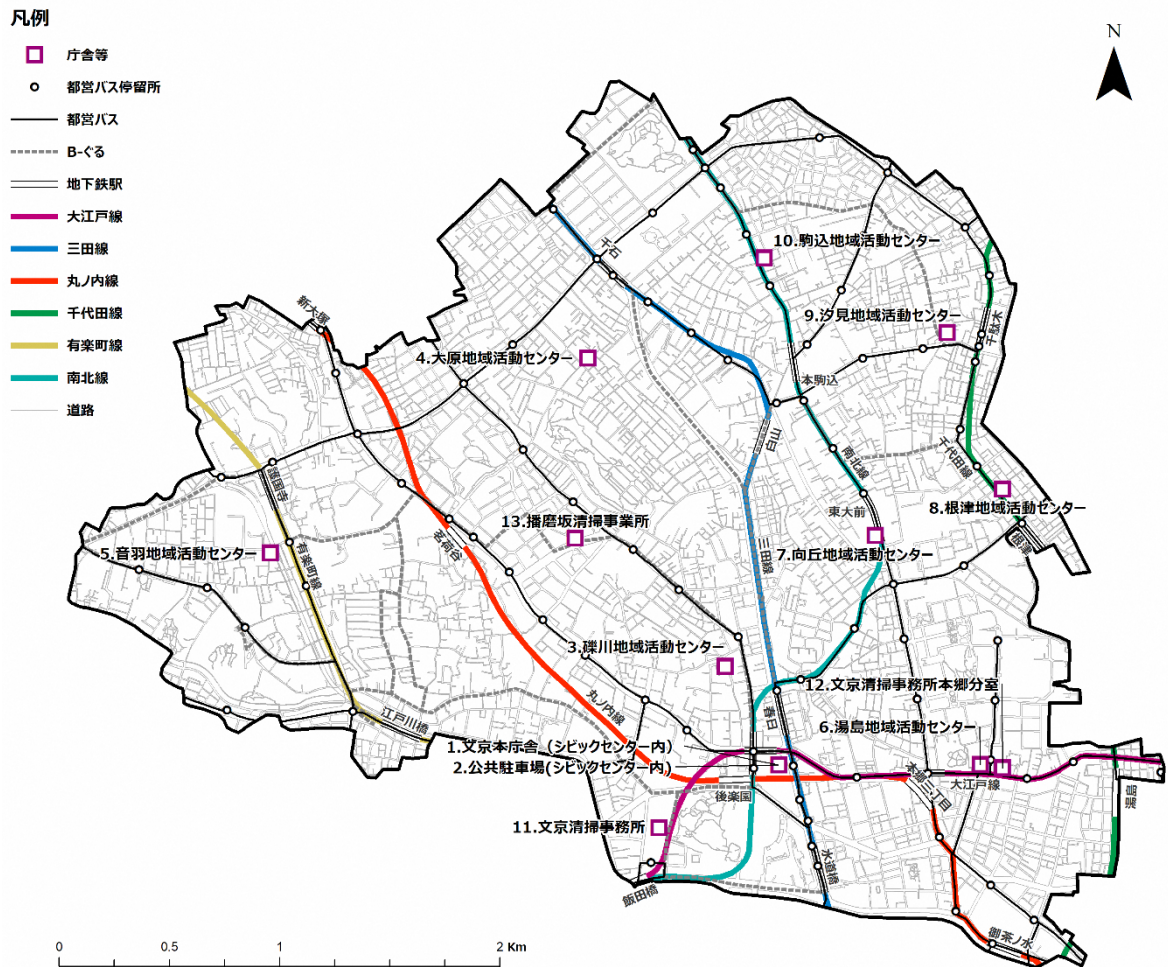 凡例
庁舎等
都営バス停留所
都営バス
B-ぐる
地下鉄駅
大江戸線
三田線
丸ノ内線
千代田線
有楽町線
南北線
道路
N
千石
10.駒込地域活動センター
新大塚
9.汐見地域活動センター
千駄木
4.大原地域活動センター
本駒込
白山
南北線
千代田線
護国寺
東大前
8.根津地域活動センター
13.播磨坂清掃事業所
茗荷谷
根津
5.音羽地域活動センター
有楽町線
三田線
7.向丘地域活動センター
3.礫川地域活動センター
12.文京清掃事務所本郷分室
丸ノ内線
春日
江戸川橋
6.湯島地域活動センター
1.文京本庁舎（シビックセンター内）
2.公共駐車場(シビックセンター内)
本郷三丁目
大江戸線
湯島
後楽園
11.文京清掃事務所
水道橋
飯田橋
御茶ノ水
0 0.5 1 2 Km